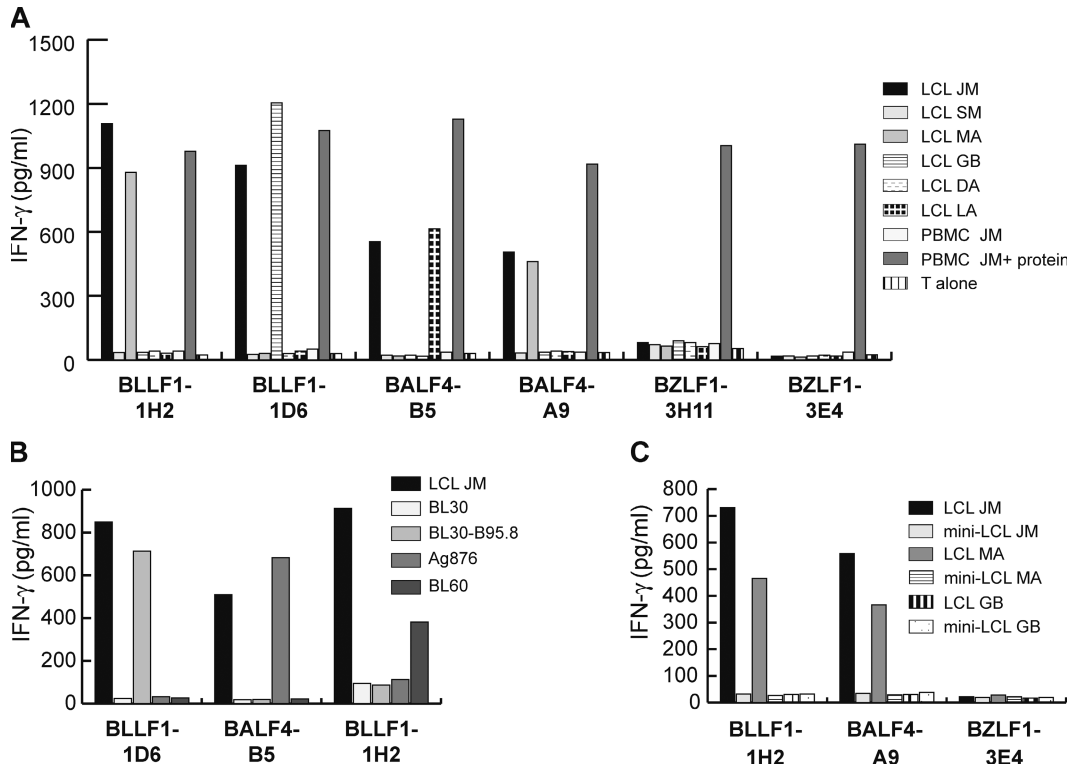 A
1500
1200
900
600
300
0
IFN-γ (pg/ml)
LCL JM
LCL SM
LCL MA
LCL GB
LCL DA
LCL LA
PBMC JM
PBMC JM+ protein
T alone
BLLF1- BLLF1- BALF4- BALF4- BZLF1- BZLF1-
1H2 1D6 B5 A9 3H11 3E4
B
1000
800
600
400
200
0
IFN-γ (pg/ml)
LCL JM
BL30
BL30-B95.8
Ag876
BL60
BLLF1- BALF4- BLLF1-
1D6 B5 1H2
C
800
700
600
500
400
300
200
100
0
IFN-γ (pg/ml)
LCL JM
mini-LCL JM
LCL MA
mini-LCL MA
LCL GB
mini-LCL GB
BLLF1- BALF4- BZLF1-
1H2 A9 3E4